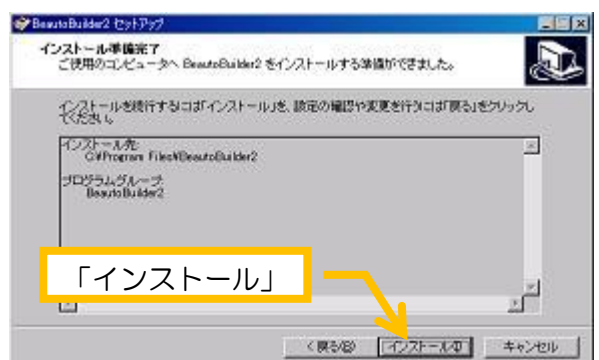 BeautoBuilder2 セットアップ
インストール準備完了
ご使用のコンピュータへ BeautoBuilder2 をインストールする準備ができました。
インストールを続行するには「インストール」を、設定の確認や変更を行うには「戻る」をクリックし
てください。
インストール先:
C:¥Program Files¥BeautoBuilder2
プログラムグループ:
BeautoBuilder2
「インストール」
< 戻る(B)
インストール(I)
キャンセル